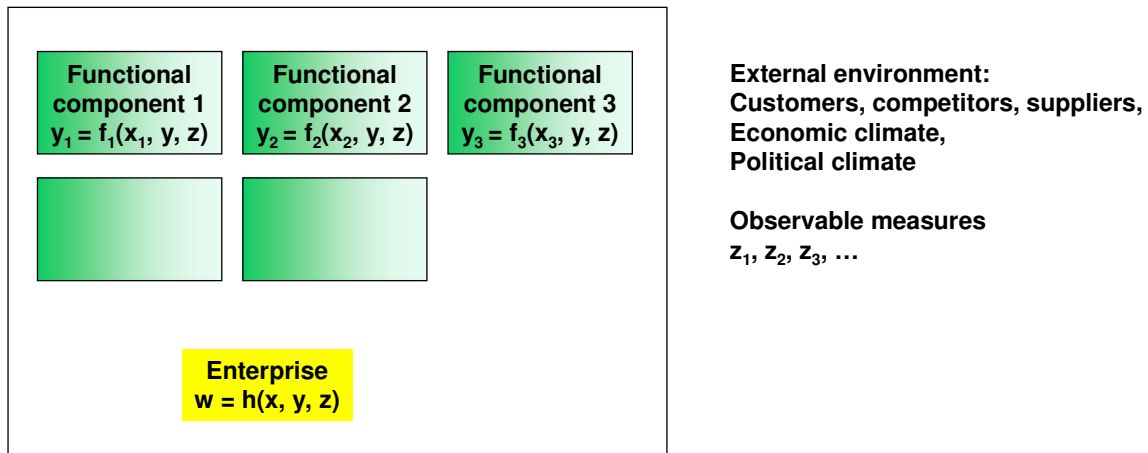 Functional
component 1
y₁ = f₁(x₁, y, z)
Functional
component 2
y₂ = f₂(x₂, y, z)
Functional
component 3
y₃ = f₃(x₃, y, z)
Enterprise
w = h(x, y, z)
External environment:
Customers, competitors, suppliers,
Economic climate,
Political climate
Observable measures
z₁, z₂, z₃, …